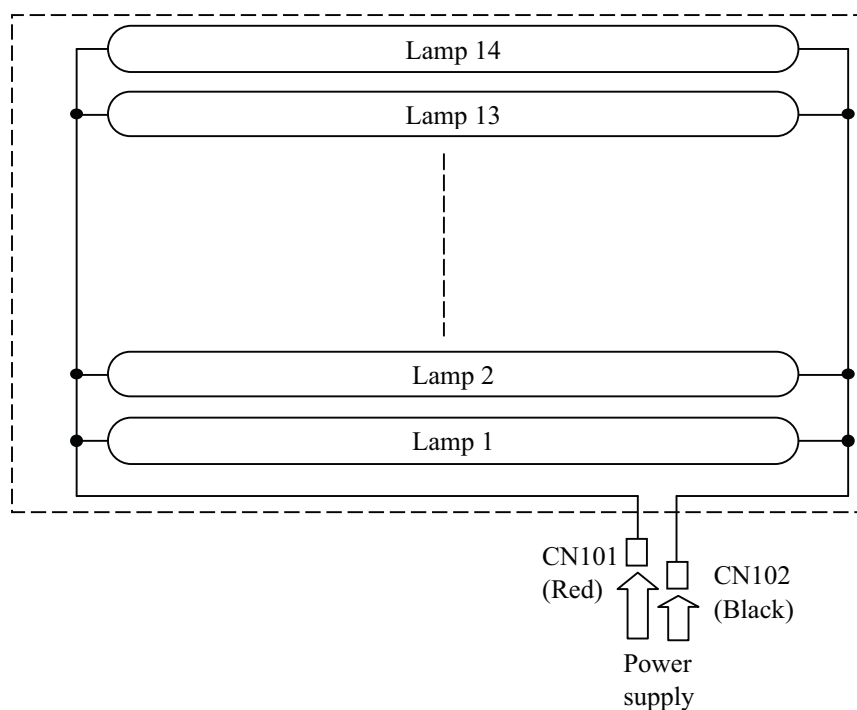 Lamp 14
Lamp 13
Lamp 2
Lamp 1
CN101
(Red)
CN102
(Black)
Power
supply